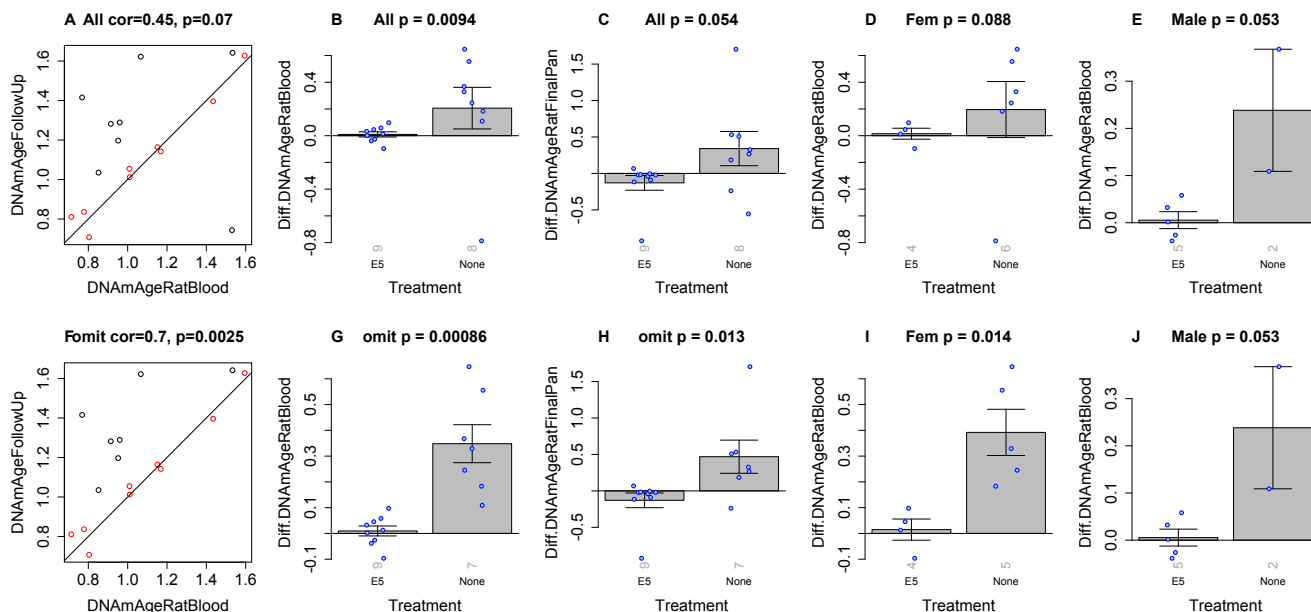 A All cor=0.45, p=0.07
DNAmAgeFollowUp
1.6
1.4
1.2
1.0
0.8
0.8 1.0 1.2 1.4 1.6
DNAmAgeRatBlood
B All p = 0.0094
Diff.DNAmAgeRatBlood
0.4
0.0
-0.4
-0.8
9 8
E5 None
Treatment
C All p = 0.054
Diff.DNAmAgeRatFinalPan
1.5
0.5
-0.5
9 8
E5 None
Treatment
D Fem p = 0.088
Diff.DNAmAgeRatBlood
0.4
0.0
-0.4
-0.8
4 6
E5 None
Treatment
E Male p = 0.053
Diff.DNAmAgeRatBlood
0.3
0.2
0.1
0.0
5 2
E5 None
Treatment
Fomit cor=0.7, p=0.0025
DNAmAgeFollowUp
1.6
1.4
1.2
1.0
0.8
0.8 1.0 1.2 1.4 1.6
DNAmAgeRatBlood
G omit p = 0.00086
Diff.DNAmAgeRatBlood
0.5
0.3
0.1
-0.1
9 7
E5 None
Treatment
H omit p = 0.013
Diff.DNAmAgeRatFinalPan
1.5
0.5
-0.5
9 7
E5 None
Treatment
I Fem p = 0.014
Diff.DNAmAgeRatBlood
0.5
0.3
0.1
-0.1
4 5
E5 None
Treatment
J Male p = 0.053
Diff.DNAmAgeRatBlood
0.3
0.2
0.1
0.0
5 2
E5 None
Treatment